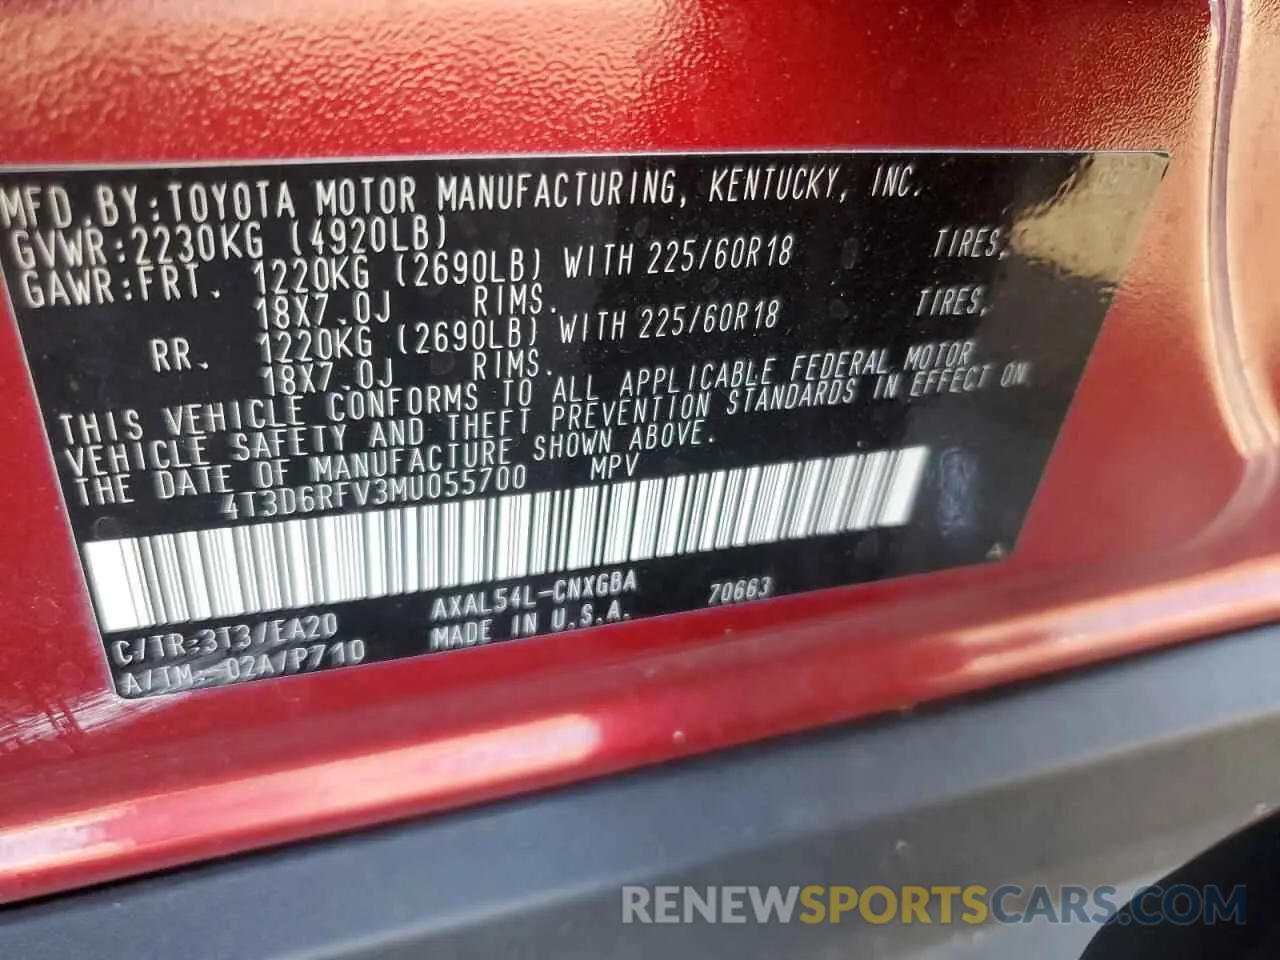 MFD.BY:TOYOTA MOTOR MANUFACTURING, KENTUCKY, INC.
GVWR:2230KG (4920LB)
GAWR:FRT. 1220KG (2690LB) WITH 225/60R18 TIRES,
18X7.0J RIMS.
RR. 1220KG (2690LB) WITH 225/60R18 TIRES,
18X7.0J RIMS.
THIS VEHICLE CONFORMS TO ALL APPLICABLE FEDERAL MOTOR
VEHICLE SAFETY AND THEFT PREVENTION STANDARDS IN EFFECT ON
THE DATE OF MANUFACTURE SHOWN ABOVE.
4T3D6RFV3MU055700 MPV
C/TR:3T3/EA20 AXAL54L-CNXGBA 70663
A/TM:-02A/P710 MADE IN U.S.A.
RENEWSPORTSCARS.COM